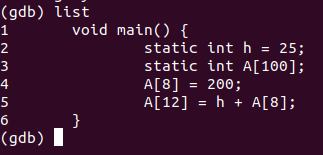 (gdb) list
1       void main() {
2               static int h = 25;
3               static int A[100];
4               A[8] = 200;
5               A[12] = h + A[8];
6       }
(gdb)